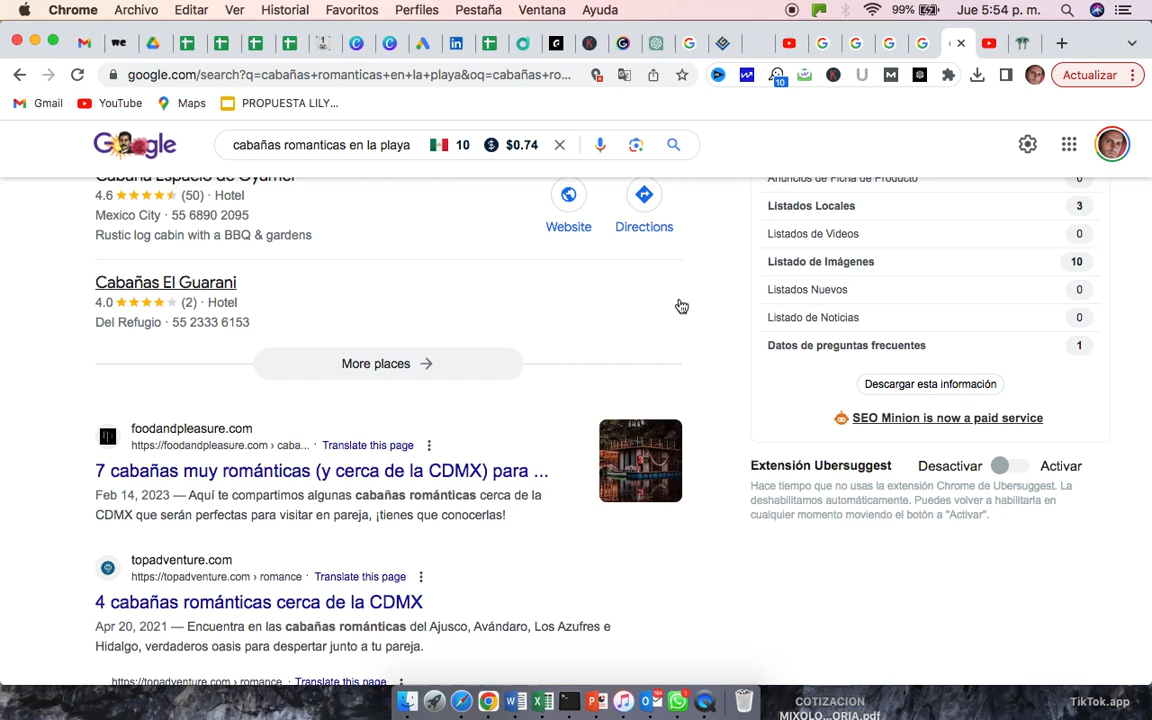 Chrome Archivo Editar Ver Historial Favoritos Perfiles Pestaña Ventana Ayuda 99% Jue 5:54 p. m.
google.com/search?q=cabañas+romanticas+en+la+playa&oq=cabañas+ro... 10 Actualizar
Gmail YouTube Maps PROPUESTA LILY...
Google cabañas romanticas en la playa 10 $0.74
Cabaña Espacio de Oyamel
4.6 (50) · Hotel
Mexico City · 55 6890 2095
Rustic log cabin with a BBQ & gardens
Website Directions
Cabañas El Guarani
4.0 (2) · Hotel
Del Refugio · 55 2333 6153
More places
foodandpleasure.com
https://foodandpleasure.com › caba... · Translate this page
7 cabañas muy románticas (y cerca de la CDMX) para ...
Feb 14, 2023 — Aquí te compartimos algunas cabañas románticas cerca de la
CDMX que serán perfectas para visitar en pareja, ¡tienes que conocerlas!
topadventure.com
https://topadventure.com › romance · Translate this page
4 cabañas románticas cerca de la CDMX
Apr 20, 2021 — Encuentra en las cabañas románticas del Ajusco, Avándaro, Los Azufres e
Hidalgo, verdaderos oasis para despertar junto a tu pareja.
https://topadventure.com › romance · Translate this page
Anuncios de Ficha de Producto 0
Listados Locales 3
Listados de Videos 0
Listado de Imágenes 10
Listados Nuevos 0
Listado de Noticias 0
Datos de preguntas frecuentes 1
Descargar esta información
SEO Minion is now a paid service
Extensión Ubersuggest Desactivar Activar
Hace tiempo que no usas la extensión Chrome de Ubersuggest. La
deshabilitamos automáticamente. Puedes volver a habilitarla en
cualquier momento moviendo el botón a "Activar".
COTIZACION
MIXOLO...ORIA.pdf
TikTok.app